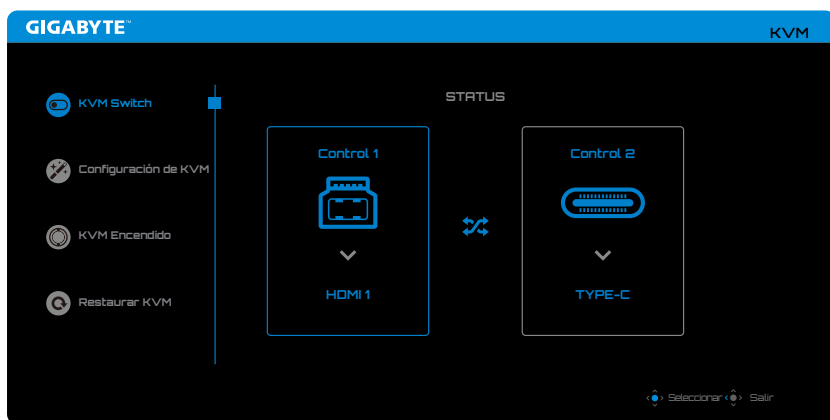 GIGABYTE™
KVM
KVM Switch
Configuración de KVM
KVM Encendido
Restaurar KVM
STATUS
Control 1
HDMI 1
Control 2
TYPE-C
Seleccionar Salir